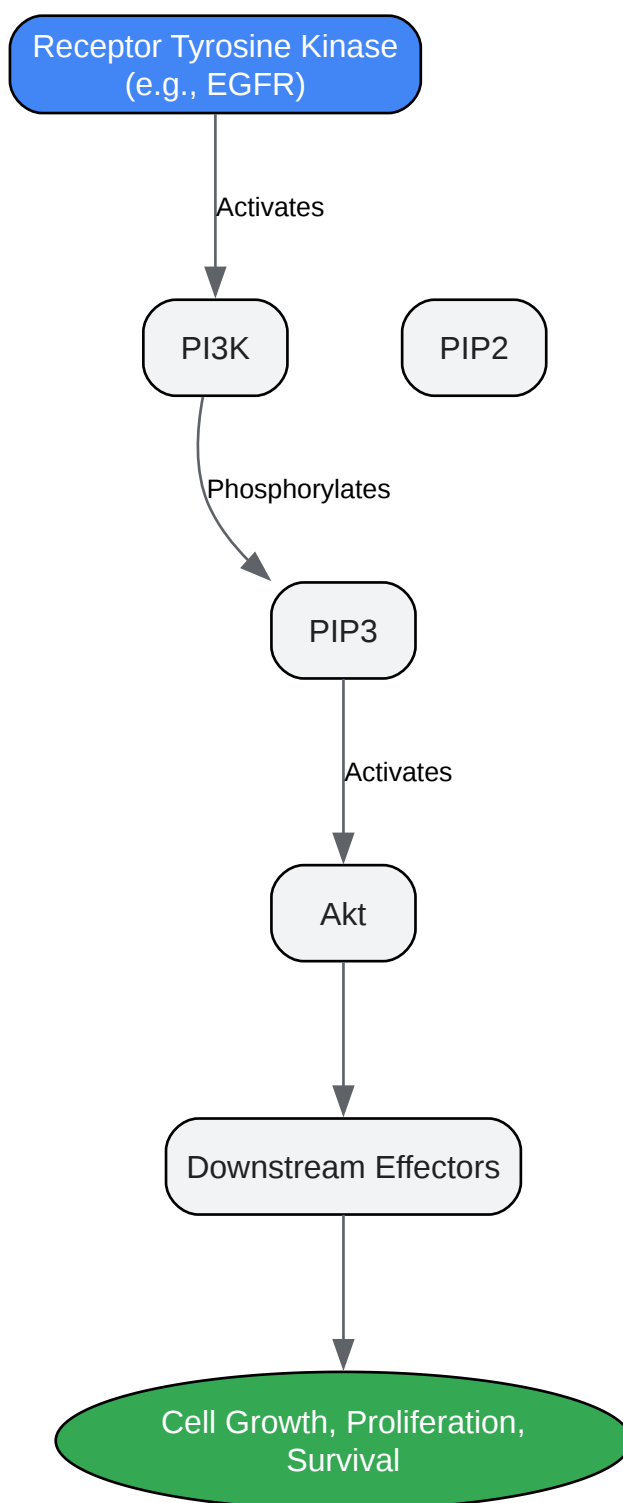 Receptor Tyrosine Kinase
(e.g., EGFR)
Activates
PI3K
PIP2
Phosphorylates
PIP3
Activates
Akt
Downstream Effectors
Cell Growth, Proliferation,
Survival